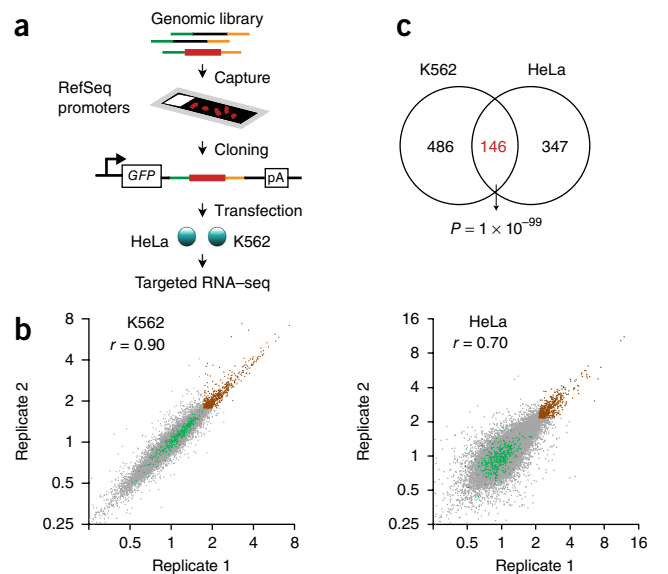 a
Genomic library
Capture
RefSeq
promoters
Cloning
GFP
pA
Transfection
HeLa
K562
Targeted RNA–seq
c
K562
HeLa
486
146
347
P = 1 × 10⁻⁹⁹
b
K562
r = 0.90
8
4
2
1
0.5
0.25
Replicate 2
0.5 1 2 4 8
Replicate 1
HeLa
r = 0.70
16
8
4
2
1
0.5
0.25
Replicate 2
0.5 1 2 4 8 16
Replicate 1